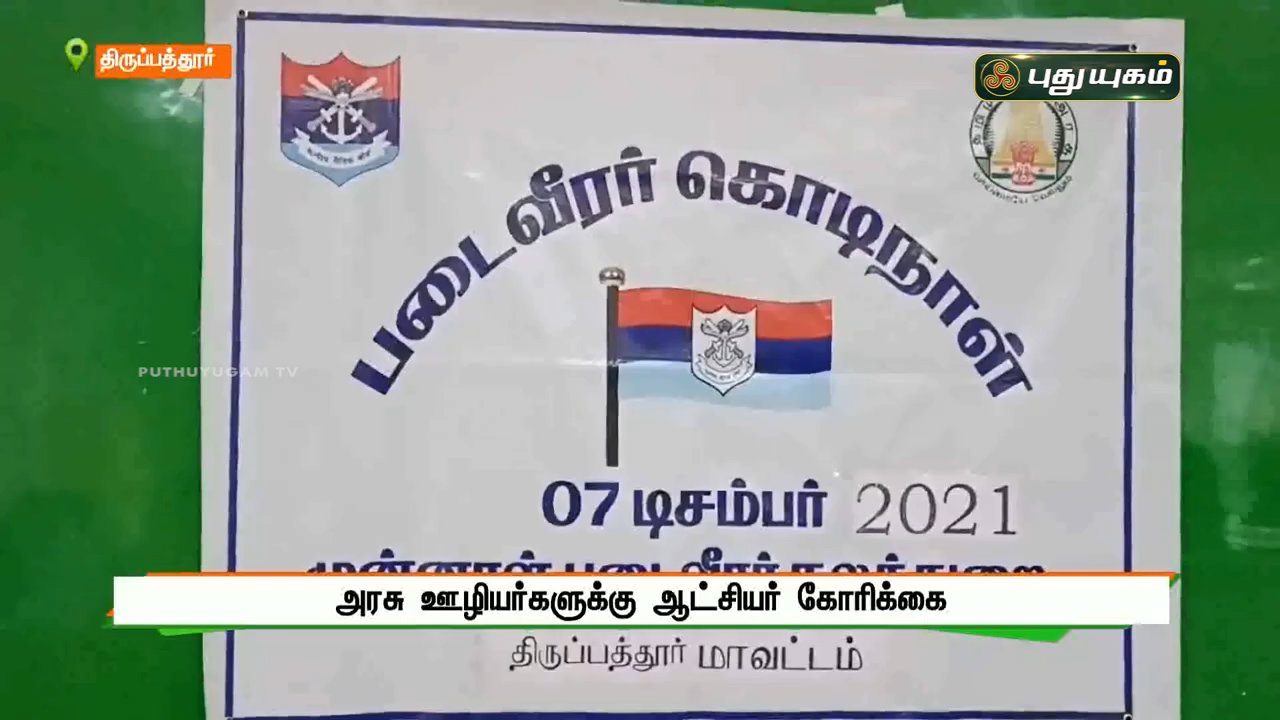 திருப்பத்தூர்
புதுயுகம்
படைவீரர் கொடிநாள்
PUTHUYUGAM TV
07 டிசம்பர் 2021
அரசு ஊழியர்களுக்கு ஆட்சியர் கோரிக்கை
திருப்பத்தூர் மாவட்டம்